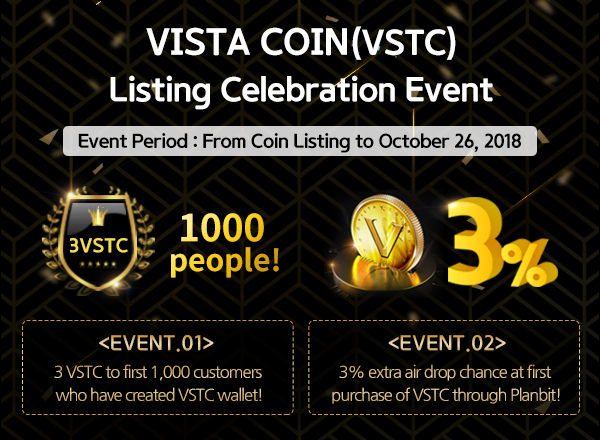 VISTA COIN(VSTC)
Listing Celebration Event
Event Period : From Coin Listing to October 26, 2018
3VSTC
1000
people!
V
3%
<EVENT.01>
3 VSTC to first 1,000 customers
who have created VSTC wallet!
<EVENT.02>
3% extra air drop chance at first
purchase of VSTC through Planbit!